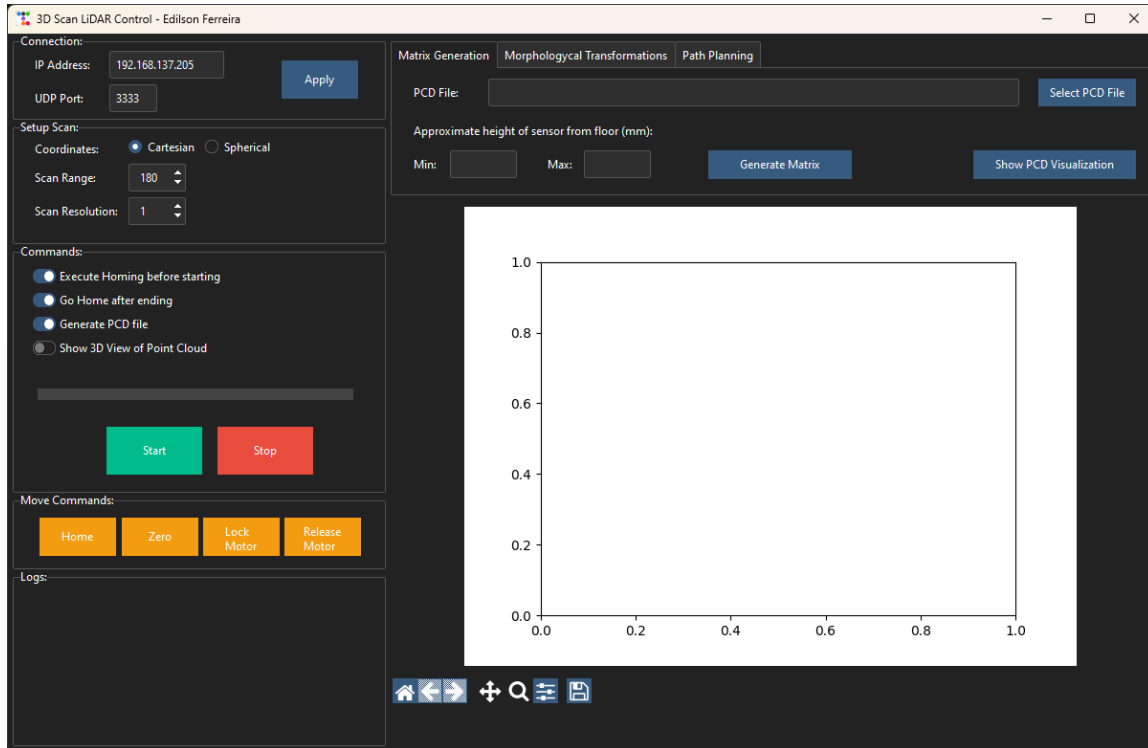 3D Scan LiDAR Control - Edilson Ferreira
Connection:
IP Address: 192.168.137.205
Apply
UDP Port: 3333
Setup Scan:
Coordinates: Cartesian Spherical
Scan Range: 180
Scan Resolution: 1
Commands:
Execute Homing before starting
Go Home after ending
Generate PCD file
Show 3D View of Point Cloud
Start Stop
Move Commands:
Home Zero Lock Motor Release Motor
Logs:
Matrix Generation Morphologycal Transformations Path Planning
PCD File: Select PCD File
Approximate height of sensor from floor (mm):
Min: Max: Generate Matrix Show PCD Visualization
1.0
0.8
0.6
0.4
0.2
0.0
0.0 0.2 0.4 0.6 0.8 1.0